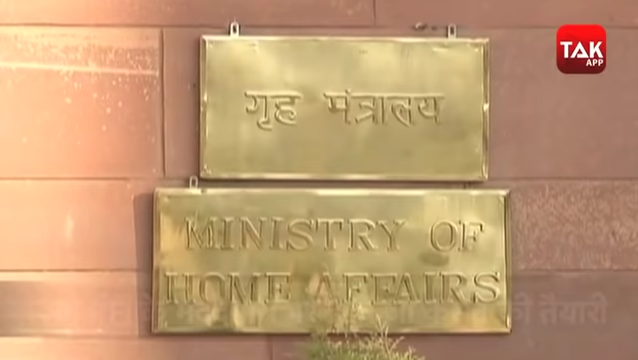 TAK
APP
गृह मंत्रालय
MINISTRY OF
HOME AFFAIRS
की तैयारी